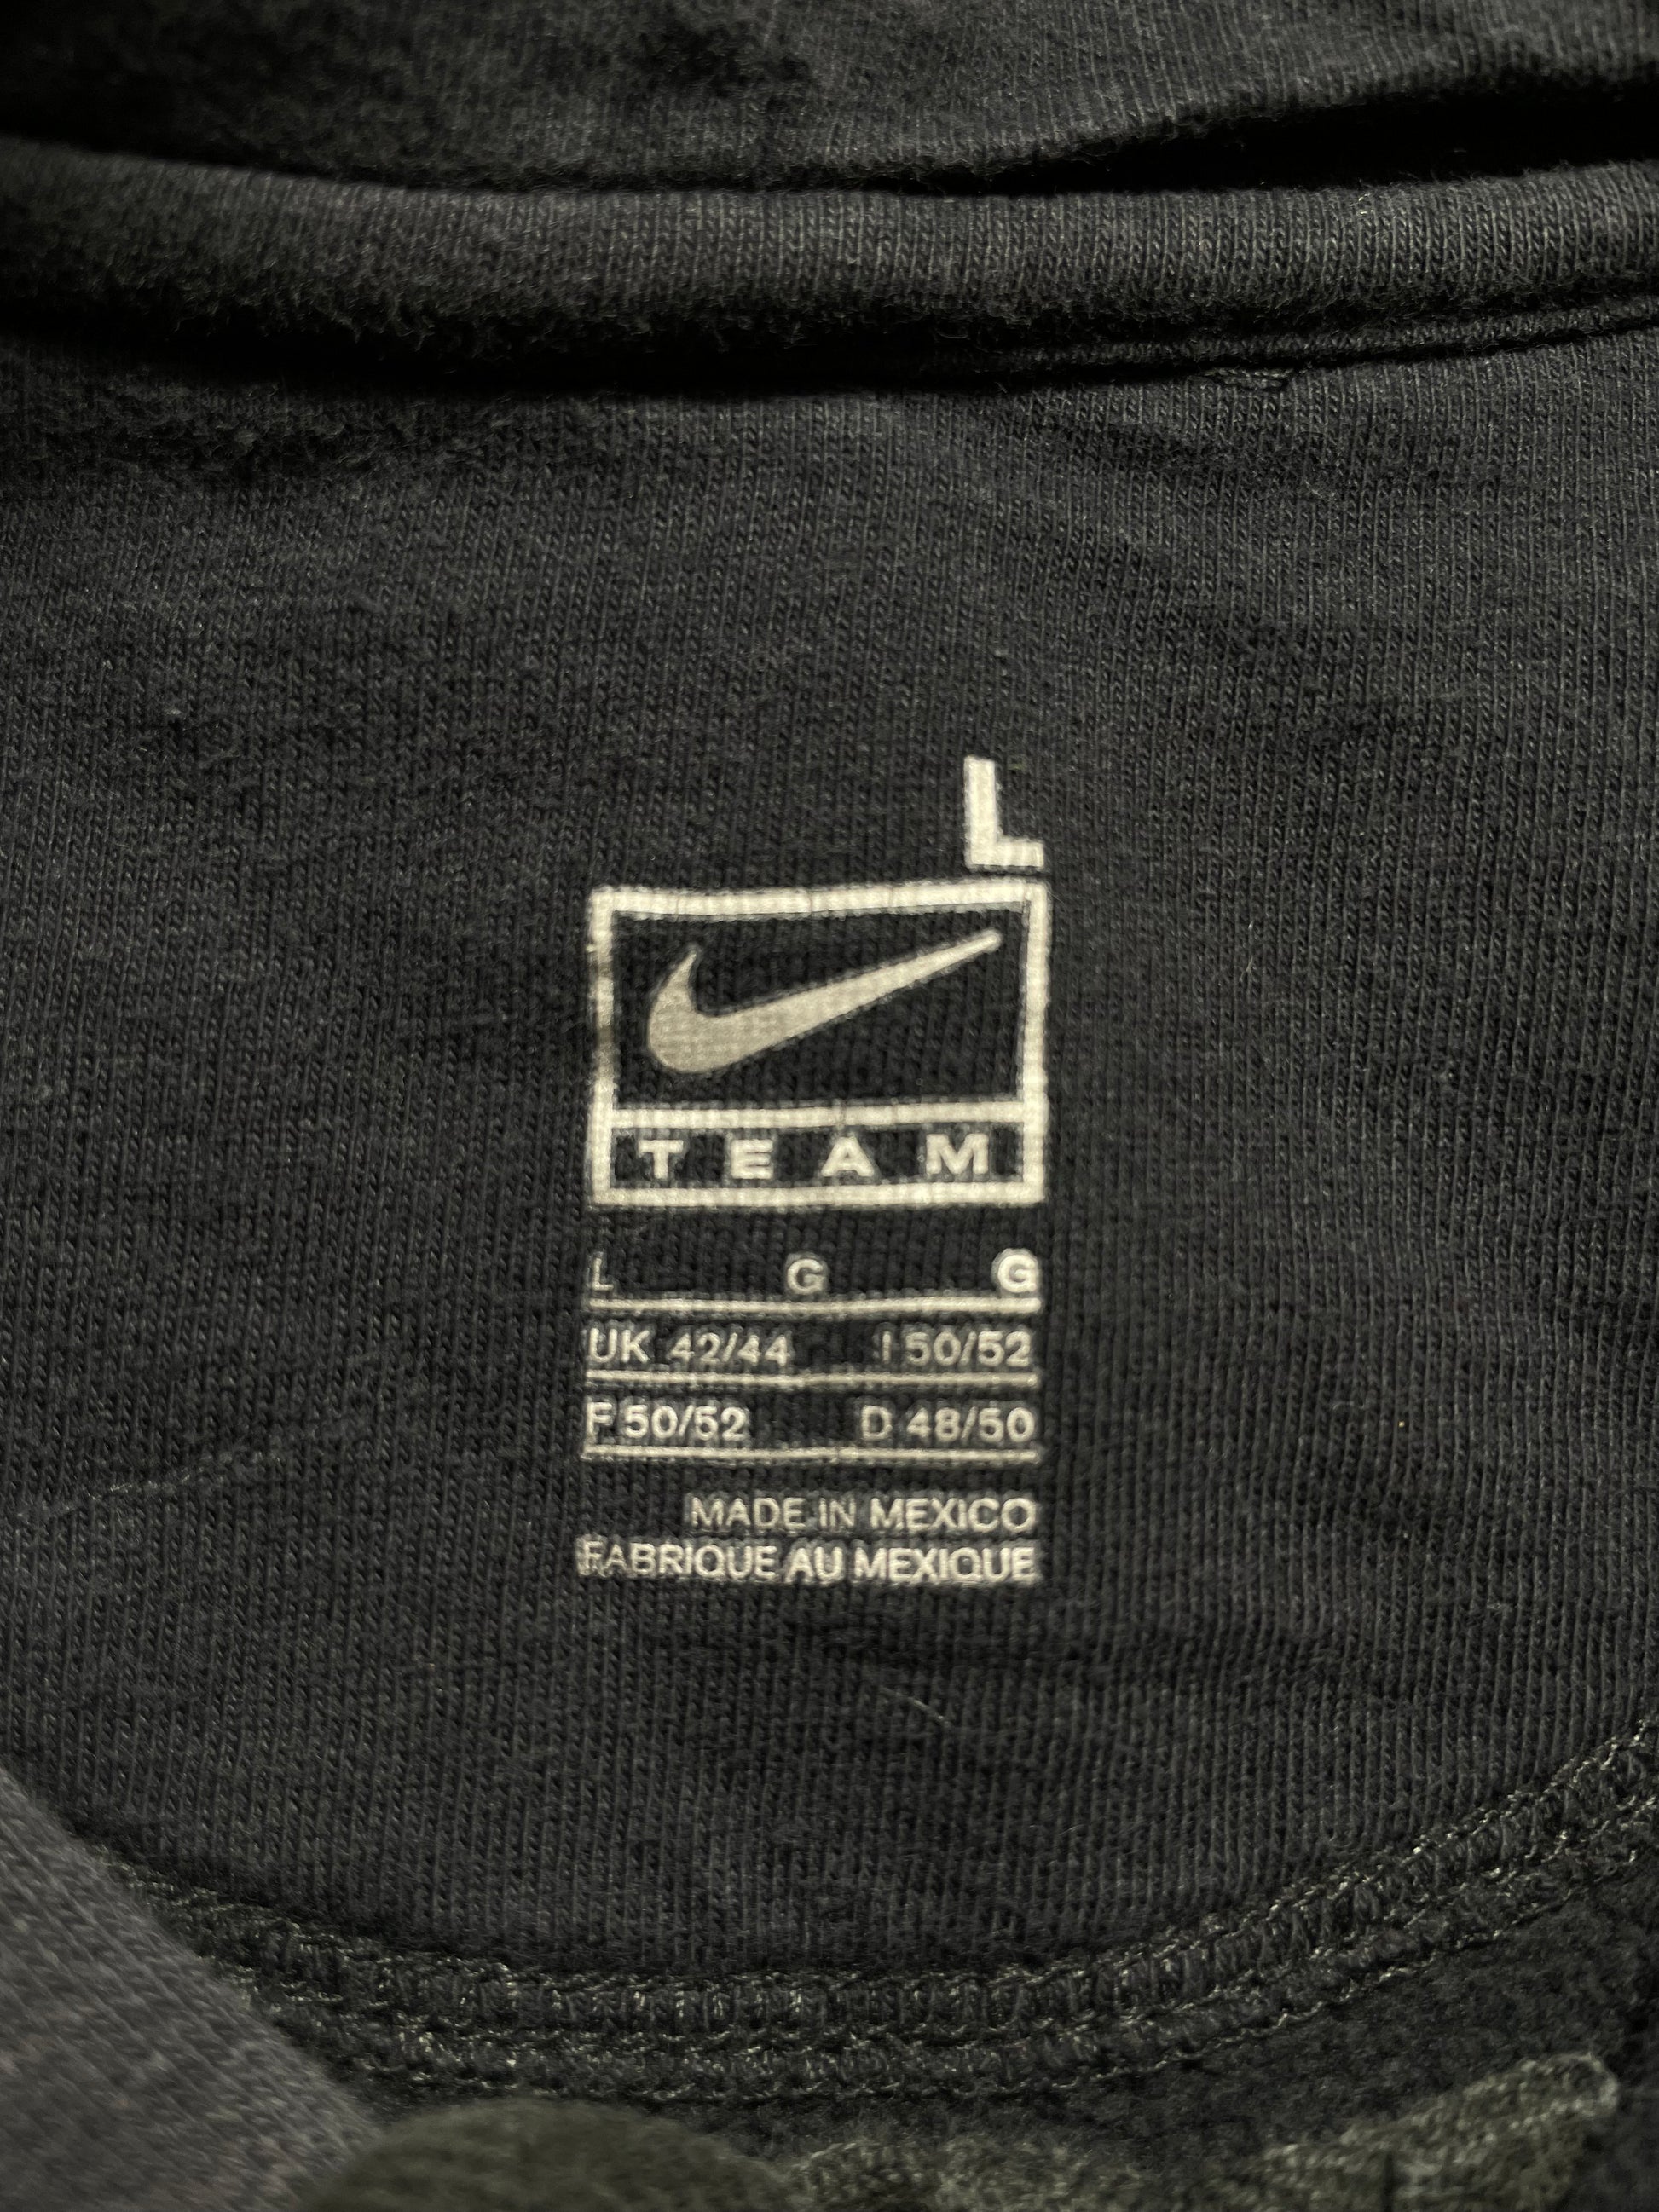 L
TEAM
L G G
UK 42/44 I 50/52
F 50/52 D 48/50
MADE IN MEXICO
FABRIQUE AU MEXIQUE